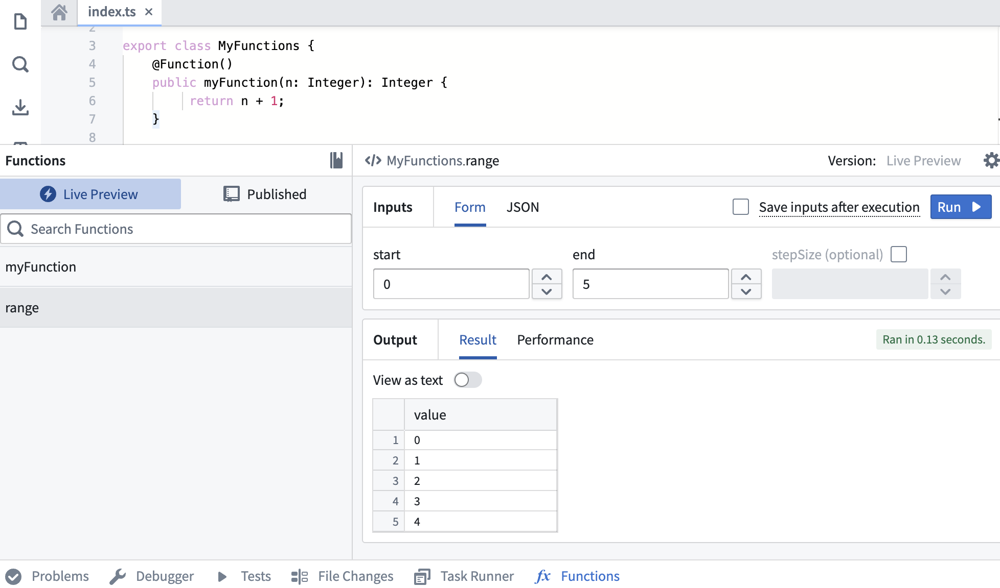 index.ts ×
2
3 export class MyFunctions {
4 @Function()
5 public myFunction(n: Integer): Integer {
6 return n + 1;
7 }
8
Functions
Live Preview Published
Search Functions
myFunction
range
</> MyFunctions.range Version: Live Preview
Inputs Form JSON Save inputs after execution Run
start end stepSize (optional)
0 5
Output Result Performance Ran in 0.13 seconds.
View as text
value
1 0
2 1
3 2
4 3
5 4
Problems Debugger Tests File Changes Task Runner fx Functions